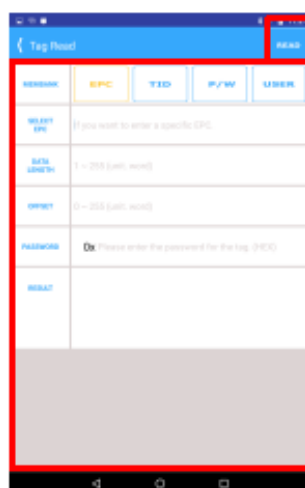 Tag Read
READ
MEMBANK EPC TID P/W USER
SELECT
EPC
If you want to enter a specific EPC
DATA
LENGTH
1 ~ 255 (unit: word)
OFFSET
0 ~ 255 (unit: word)
PASSWORD
0x Please enter the password for the tag. (HEX)
RESULT